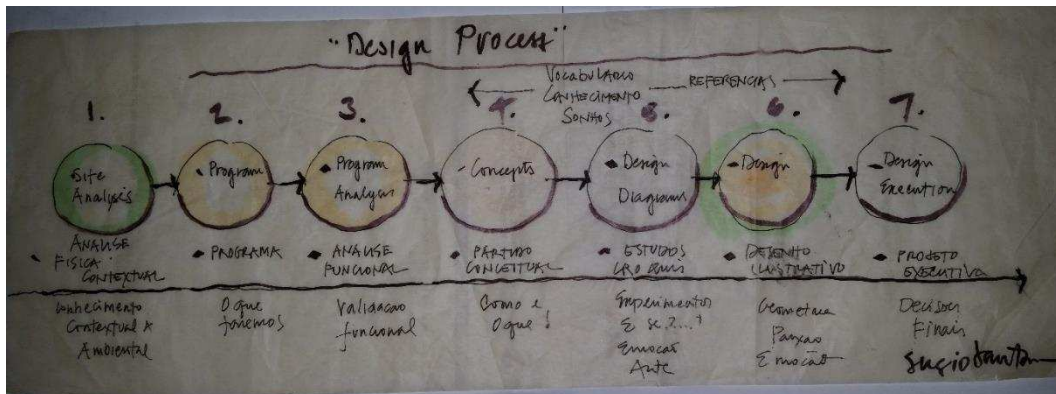 "Design Process"
Vocabulario
CONHECIMENTO
SONHOS
REFERENCIAS
1.
2.
3.
4.
5.
6.
7.
Site
Analysis
Program
Program
Analysis
Concepts
Design
Diagrams
Design
Design
Execution
ANALISE
FISICA
CONTEXTUAL
PROGRAMA
ANALISE
FUNCIONAL
PARTIDO
CONCEITUAL
ESTUDOS
CROQUIS
DESENHO
ILUSTRATIVO
PROJETO
EXECUTIVO
Conhecimento
Contextual
Ambiental
O que
faremos
Validacao
funcional
Como e
O que!
Experimentos
E se
Emocao
Arte
Geometria
Paixao
Emoção
Decisoes
Finais